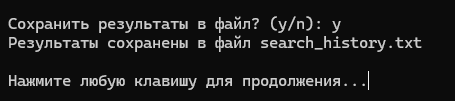 Сохранить результаты в файл? (y/n): y
Результаты сохранены в файл search_history.txt
Нажмите любую клавишу для продолжения...